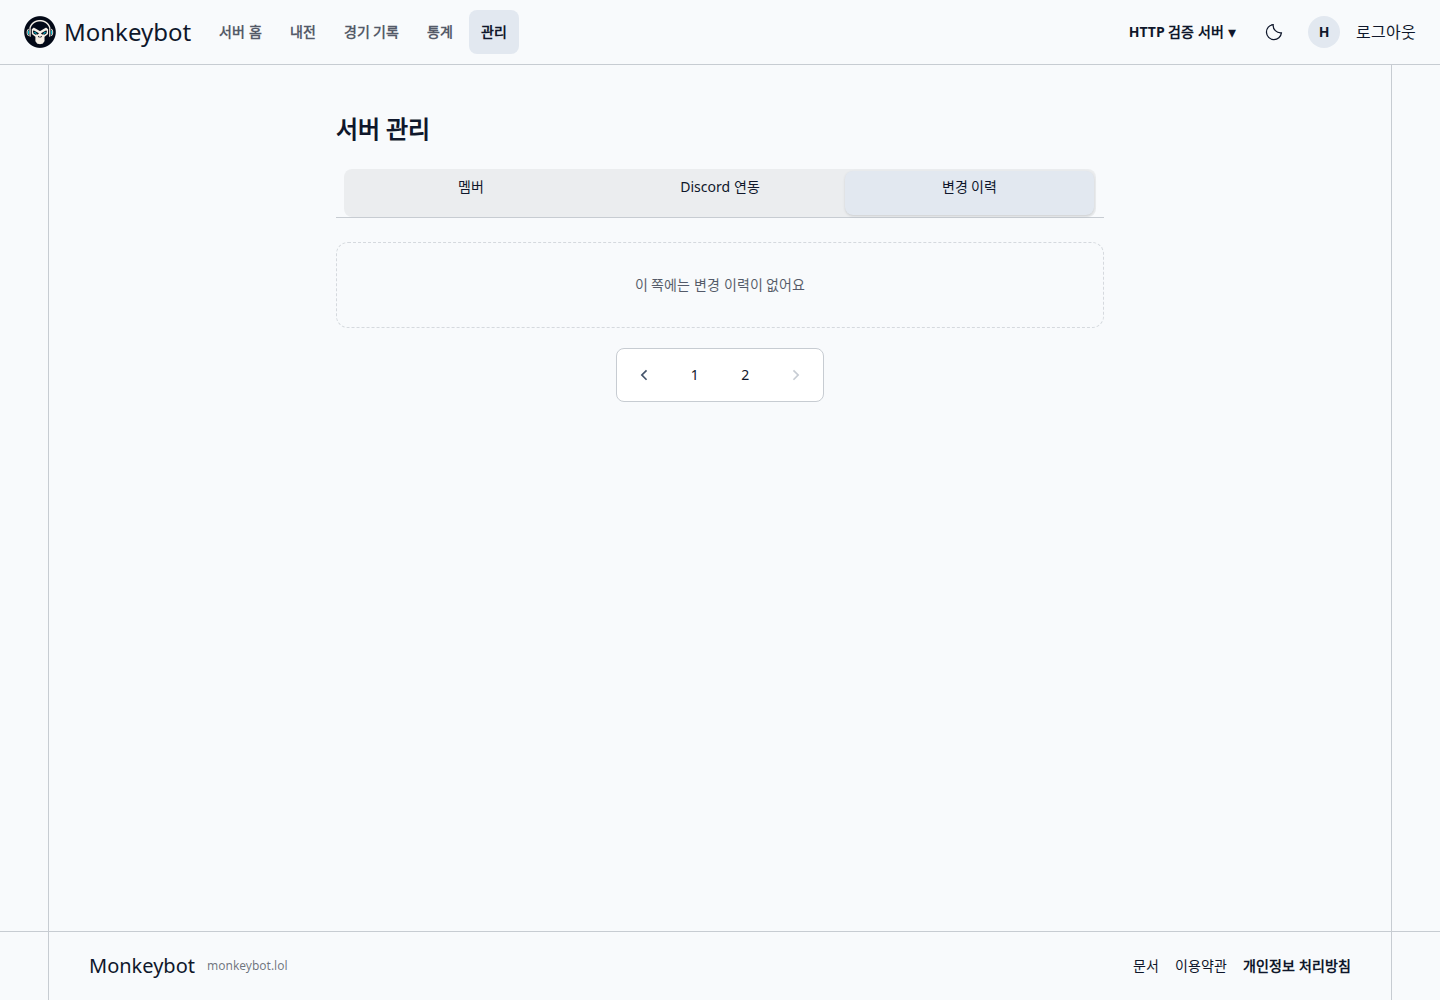 Monkeybot 서버 홈 내전 경기 기록 통계 관리 HTTP 검증 서버 ▾ H 로그아웃
서버 관리
멤버 Discord 연동 변경 이력
이 쪽에는 변경 이력이 없어요
1 2
Monkeybot monkeybot.lol 문서 이용약관 개인정보 처리방침